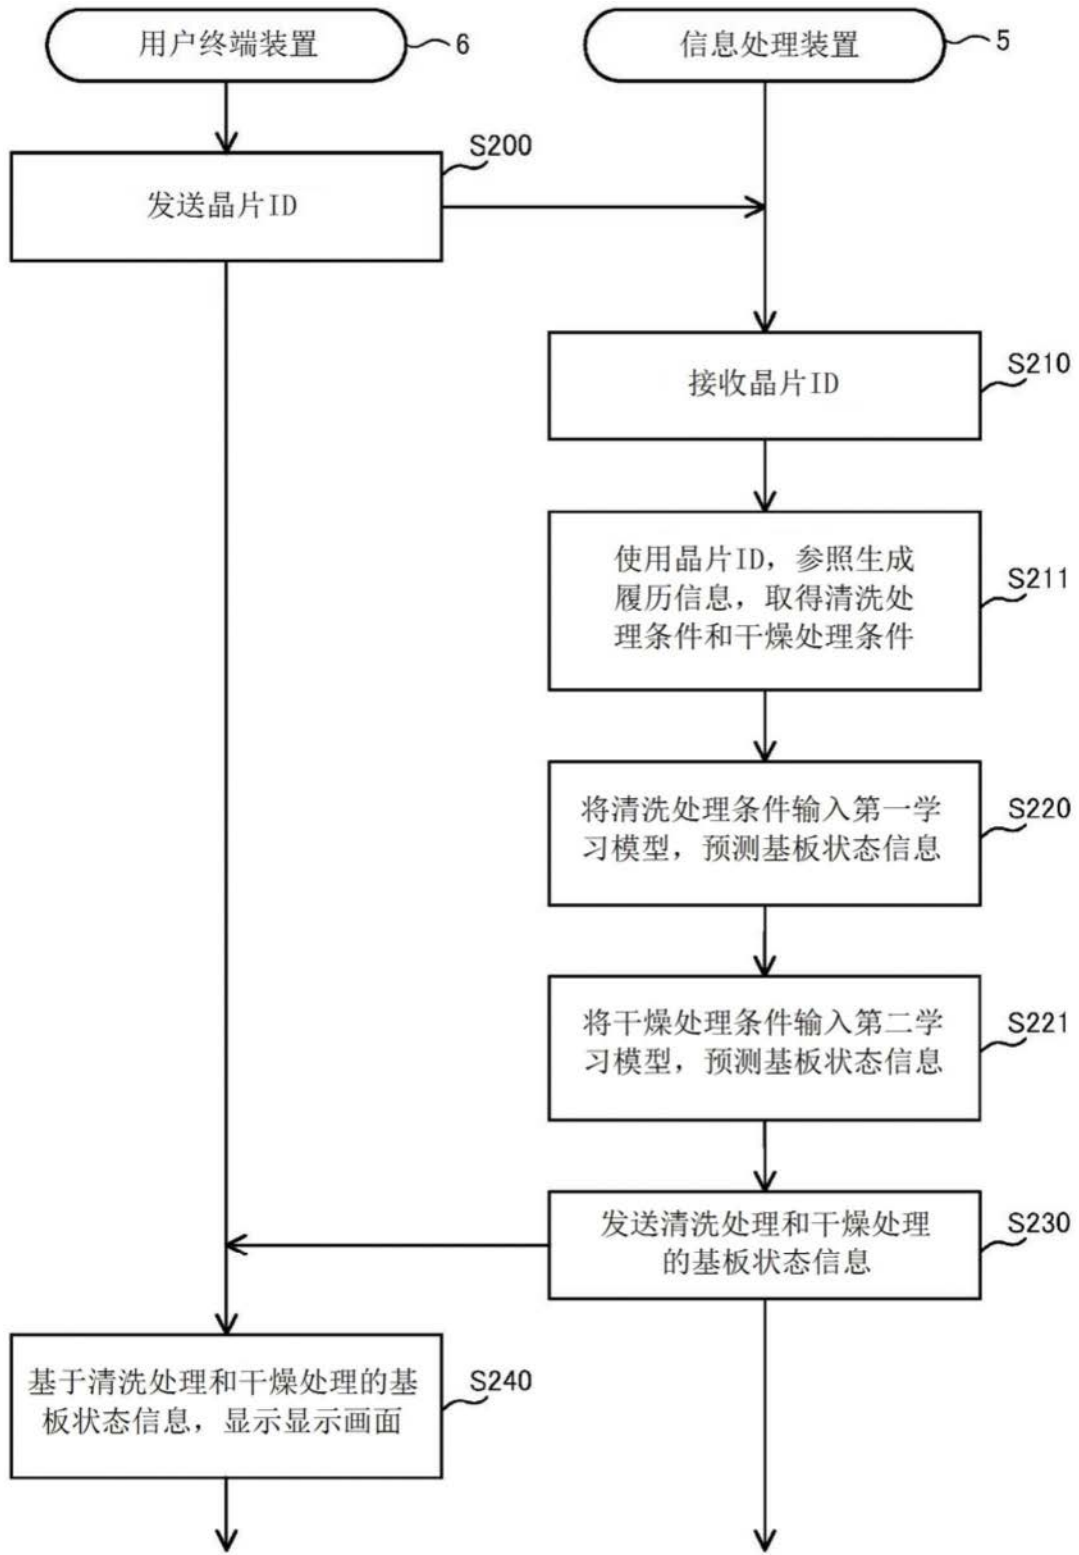 用户终端装置
6
信息处理装置
5
S200
发送晶片ID
S210
接收晶片ID
S211
使用晶片ID，参照生成
履历信息，取得清洗处
理条件和干燥处理条件
S220
将清洗处理条件输入第一学
习模型，预测基板状态信息
S221
将干燥处理条件输入第二学
习模型，预测基板状态信息
S230
发送清洗处理和干燥处理
的基板状态信息
S240
基于清洗处理和干燥处理的基
板状态信息，显示显示画面